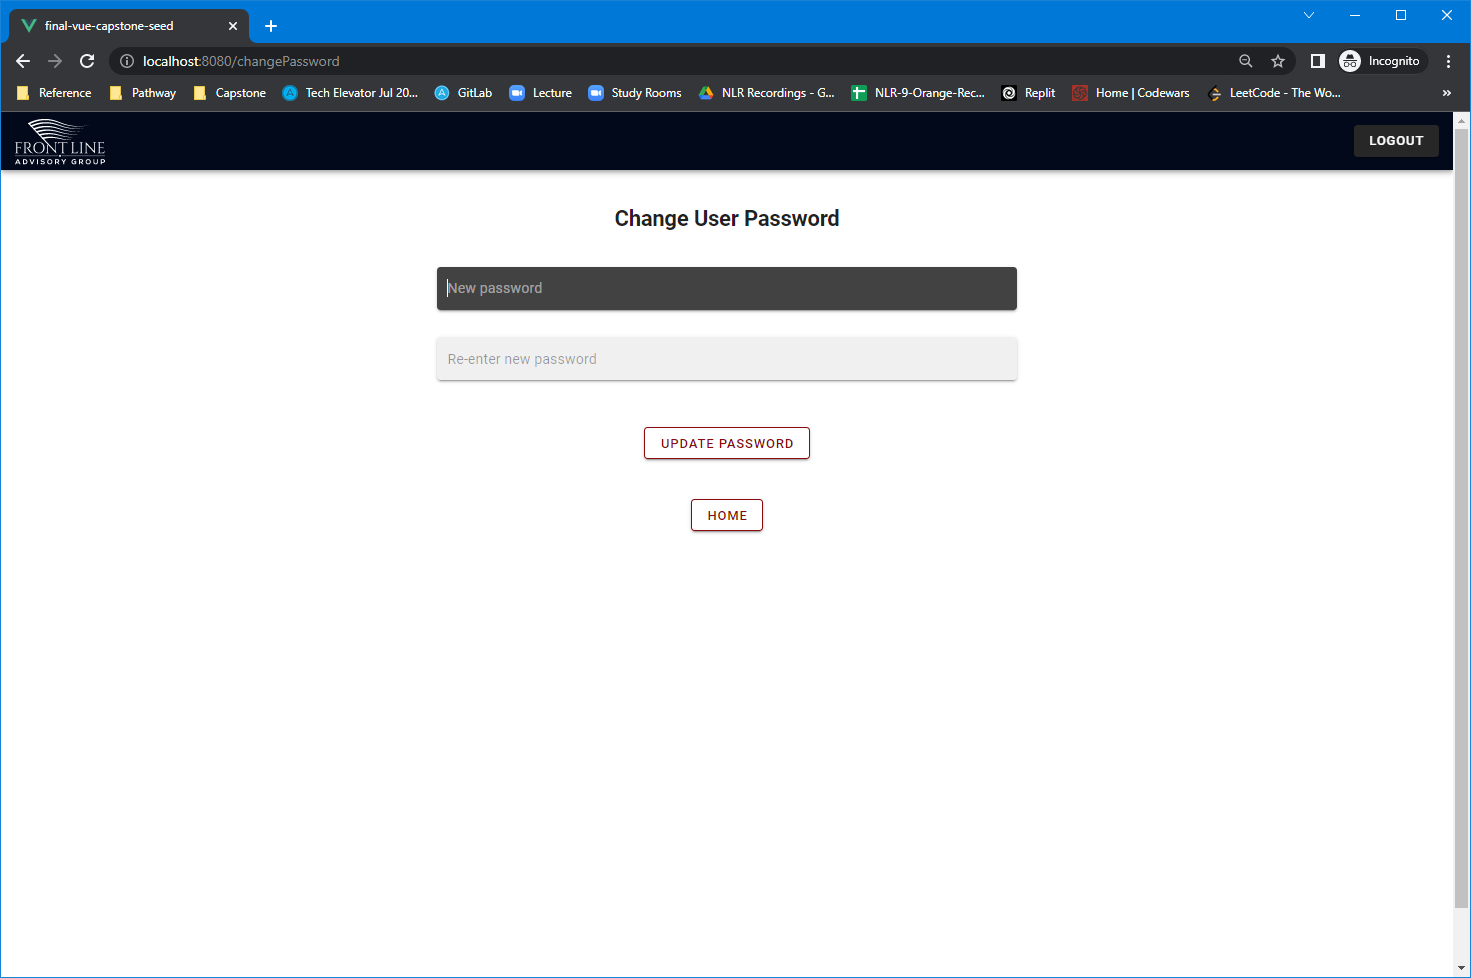 final-vue-capstone-seed
localhost:8080/changePassword
Incognito
Reference Pathway Capstone Tech Elevator Jul 20... GitLab Lecture Study Rooms NLR Recordings - G... NLR-9-Orange-Rec... Replit Home | Codewars LeetCode - The Wo... »
FRONT LINE
ADVISORY GROUP
LOGOUT
Change User Password
New password
Re-enter new password
UPDATE PASSWORD
HOME